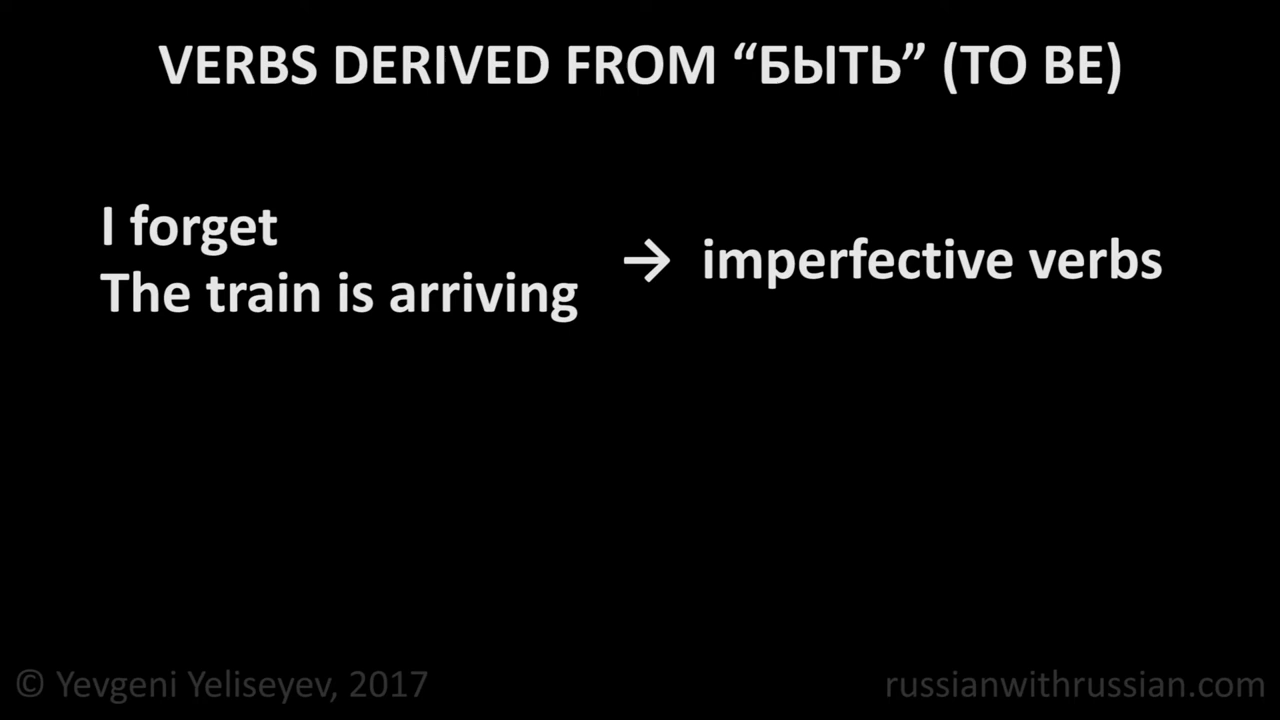 VERBS DERIVED FROM “БЫТЬ” (TO BE)
I forget
The train is arriving
→ imperfective verbs
© Yevgeni Yeliseyev, 2017
russianwithrussian.com